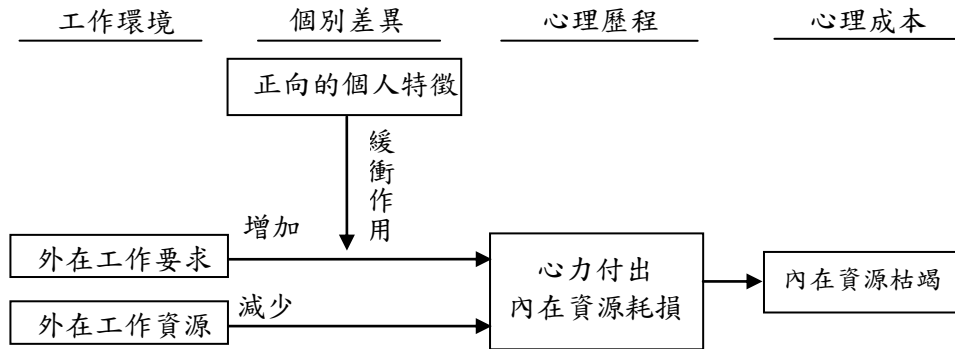 工作環境 個別差異 心理歷程 心理成本
正向的個人特徵
緩衝作用
增加
外在工作要求
心力付出
內在資源耗損
內在資源枯竭
減少
外在工作資源